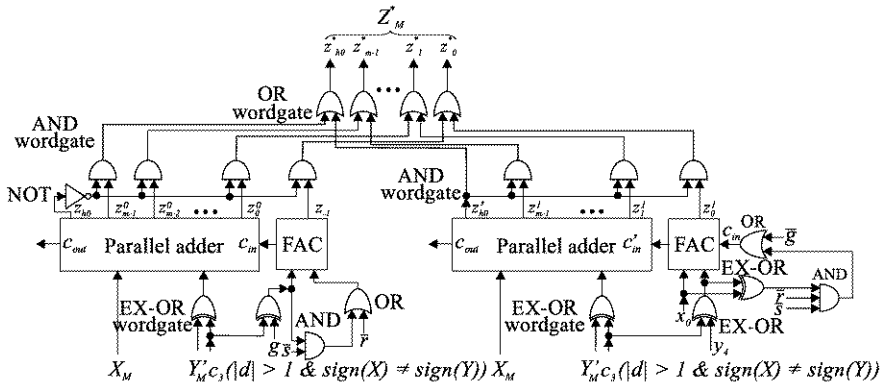 Z'_M
z*_h0 z*_m-1 z*_1 z*_0
OR
wordgate
AND
wordgate
AND
wordgate
NOT
z_h0 z^0_m-1 z^0_m-2 z^0_0 z_-1
z'_h0 z^1_m-1 z^1_1 z^1_0
c_out Parallel adder c_in FAC
c_out Parallel adder c'_in FAC c_in OR g̅
EX-OR AND
r̅
s̅
EX-OR
wordgate
AND OR
g s̅ r̅
EX-OR
wordgate
x_0 EX-OR
y_4
X_M Y'_M c_3(|d| > 1 & sign(X) ≠ sign(Y)) X_M Y'_M c_3(|d| > 1 & sign(X) ≠ sign(Y))